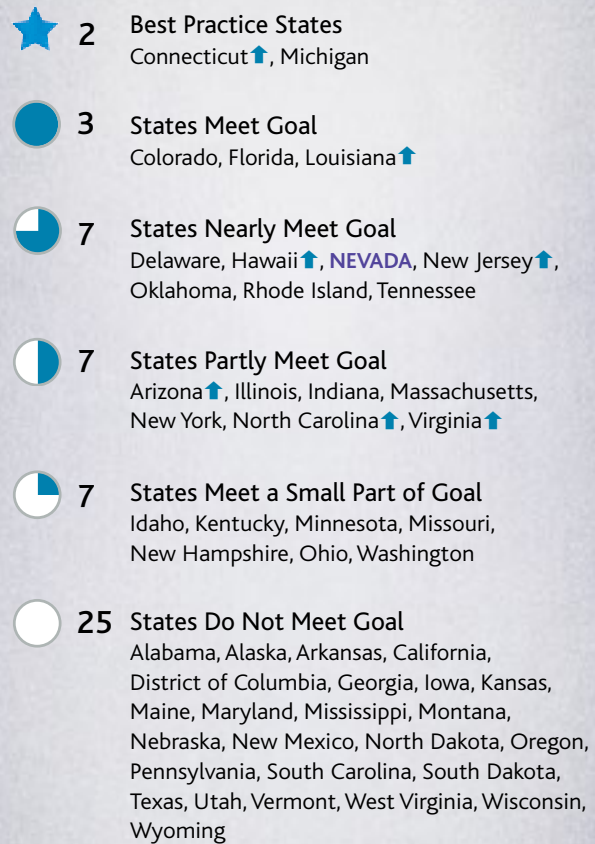 2 Best Practice States
Connecticut⬆, Michigan
3 States Meet Goal
Colorado, Florida, Louisiana⬆
7 States Nearly Meet Goal
Delaware, Hawaii⬆, NEVADA, New Jersey⬆,
Oklahoma, Rhode Island, Tennessee
7 States Partly Meet Goal
Arizona⬆, Illinois, Indiana, Massachusetts,
New York, North Carolina⬆, Virginia⬆
7 States Meet a Small Part of Goal
Idaho, Kentucky, Minnesota, Missouri,
New Hampshire, Ohio, Washington
25 States Do Not Meet Goal
Alabama, Alaska, Arkansas, California,
District of Columbia, Georgia, Iowa, Kansas,
Maine, Maryland, Mississippi, Montana,
Nebraska, New Mexico, North Dakota, Oregon,
Pennsylvania, South Carolina, South Dakota,
Texas, Utah, Vermont, West Virginia, Wisconsin,
Wyoming